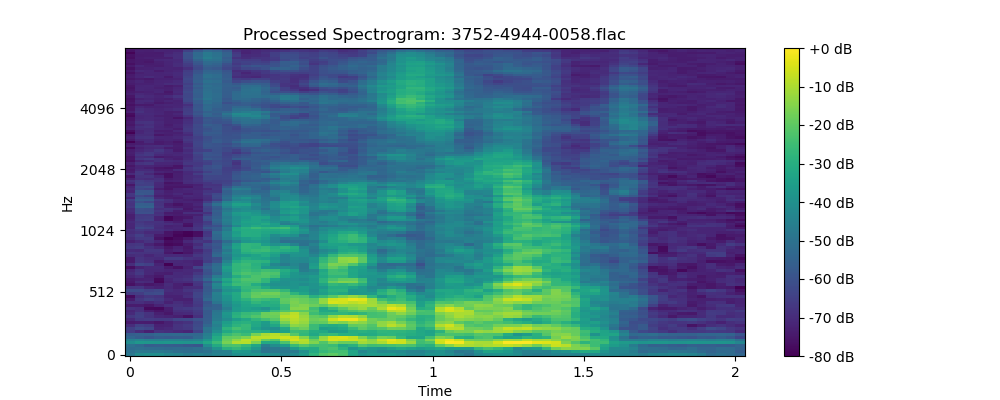 Processed Spectrogram: 3752-4944-0058.flac
Hz
4096
2048
1024
512
0
0
0.5
1
1.5
2
Time
+0 dB
-10 dB
-20 dB
-30 dB
-40 dB
-50 dB
-60 dB
-70 dB
-80 dB